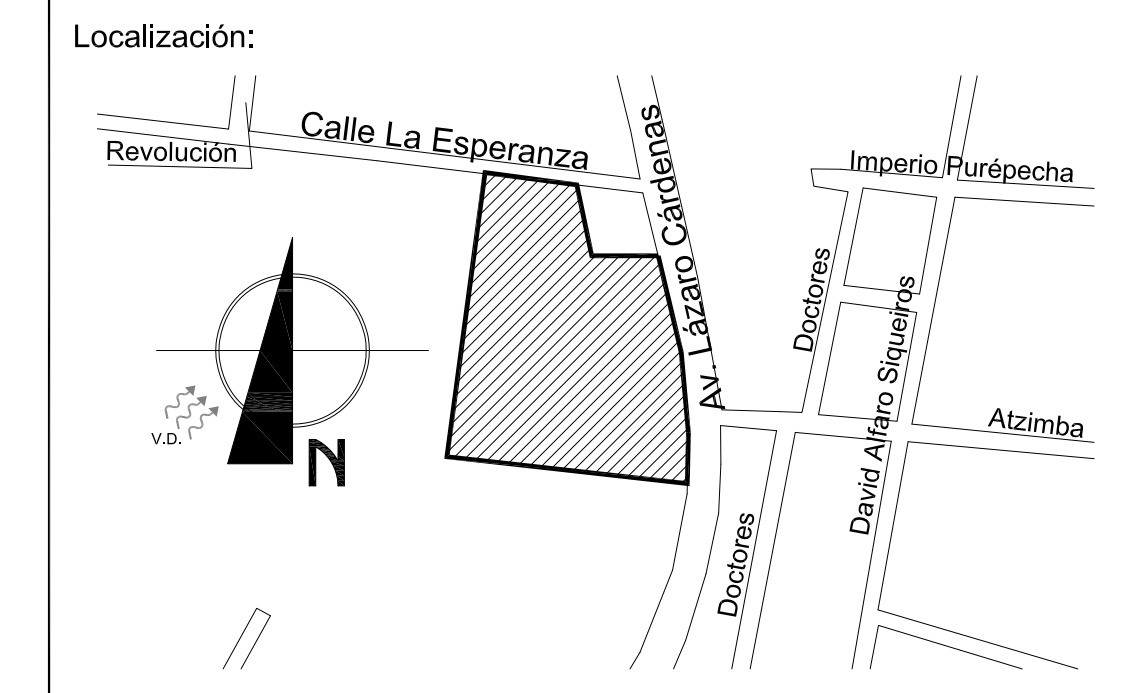 Localización:
Calle La Esperanza
Revolución
Av. Lázaro Cárdenas
Imperio Purépecha
Doctores
David Alfaro Siqueiros
Atzimba
V.D.
N
Doctores